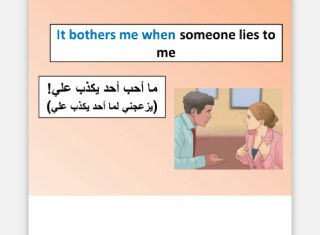 It bothers me when someone lies to
me
ما أحب أحد يكذب علي!
(يزعجني لما أحد يكذب علي)